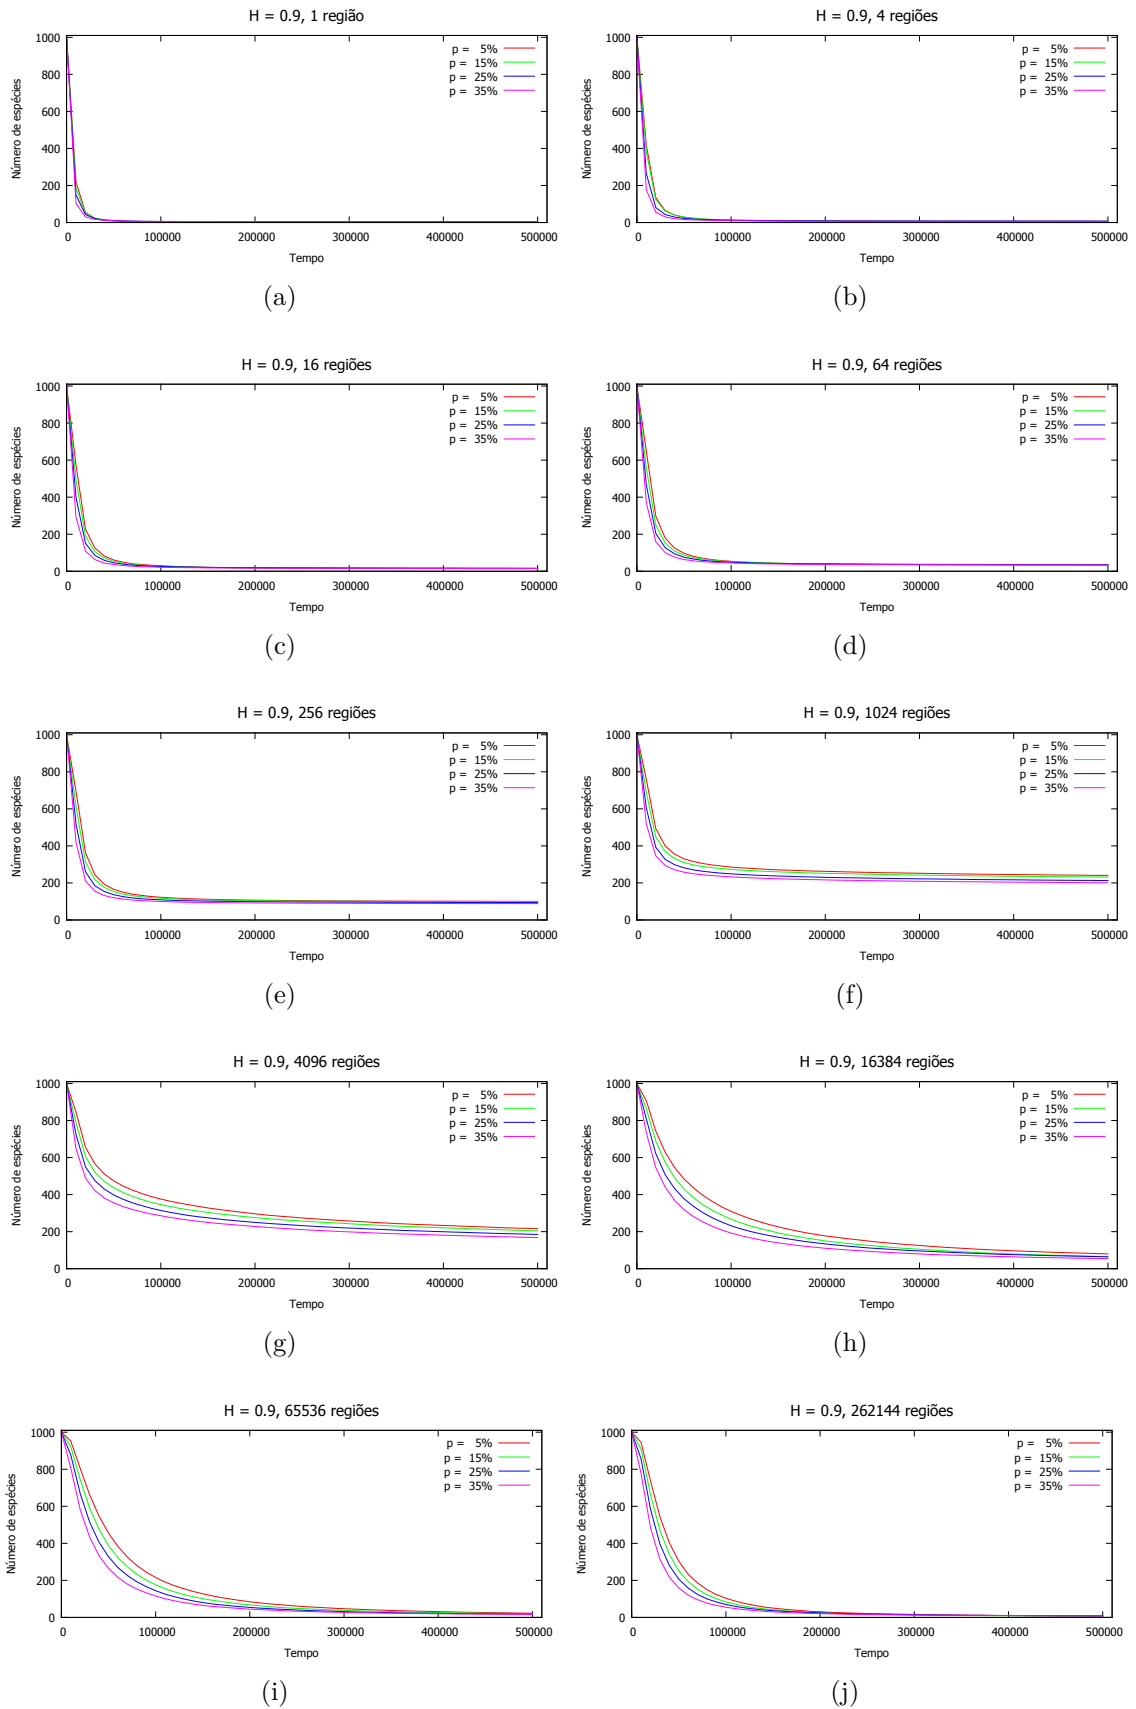 H = 0.9, 1 região
Número de espécies
1000
800
600
400
200
0
p = 5%
p = 15%
p = 25%
p = 35%
0 100000 200000 300000 400000 500000
Tempo
(a)
H = 0.9, 4 regiões
Número de espécies
1000
800
600
400
200
0
p = 5%
p = 15%
p = 25%
p = 35%
0 100000 200000 300000 400000 500000
Tempo
(b)
H = 0.9, 16 regiões
Número de espécies
1000
800
600
400
200
0
p = 5%
p = 15%
p = 25%
p = 35%
0 100000 200000 300000 400000 500000
Tempo
(c)
H = 0.9, 64 regiões
Número de espécies
1000
800
600
400
200
0
p = 5%
p = 15%
p = 25%
p = 35%
0 100000 200000 300000 400000 500000
Tempo
(d)
H = 0.9, 256 regiões
Número de espécies
1000
800
600
400
200
0
p = 5%
p = 15%
p = 25%
p = 35%
0 100000 200000 300000 400000 500000
Tempo
(e)
H = 0.9, 1024 regiões
Número de espécies
1000
800
600
400
200
0
p = 5%
p = 15%
p = 25%
p = 35%
0 100000 200000 300000 400000 500000
Tempo
(f)
H = 0.9, 4096 regiões
Número de espécies
1000
800
600
400
200
0
p = 5%
p = 15%
p = 25%
p = 35%
0 100000 200000 300000 400000 500000
Tempo
(g)
H = 0.9, 16384 regiões
Número de espécies
1000
800
600
400
200
0
p = 5%
p = 15%
p = 25%
p = 35%
0 100000 200000 300000 400000 500000
Tempo
(h)
H = 0.9, 65536 regiões
Número de espécies
1000
800
600
400
200
0
p = 5%
p = 15%
p = 25%
p = 35%
0 100000 200000 300000 400000 500000
Tempo
(i)
H = 0.9, 262144 regiões
Número de espécies
1000
800
600
400
200
0
p = 5%
p = 15%
p = 25%
p = 35%
0 100000 200000 300000 400000 500000
Tempo
(j)